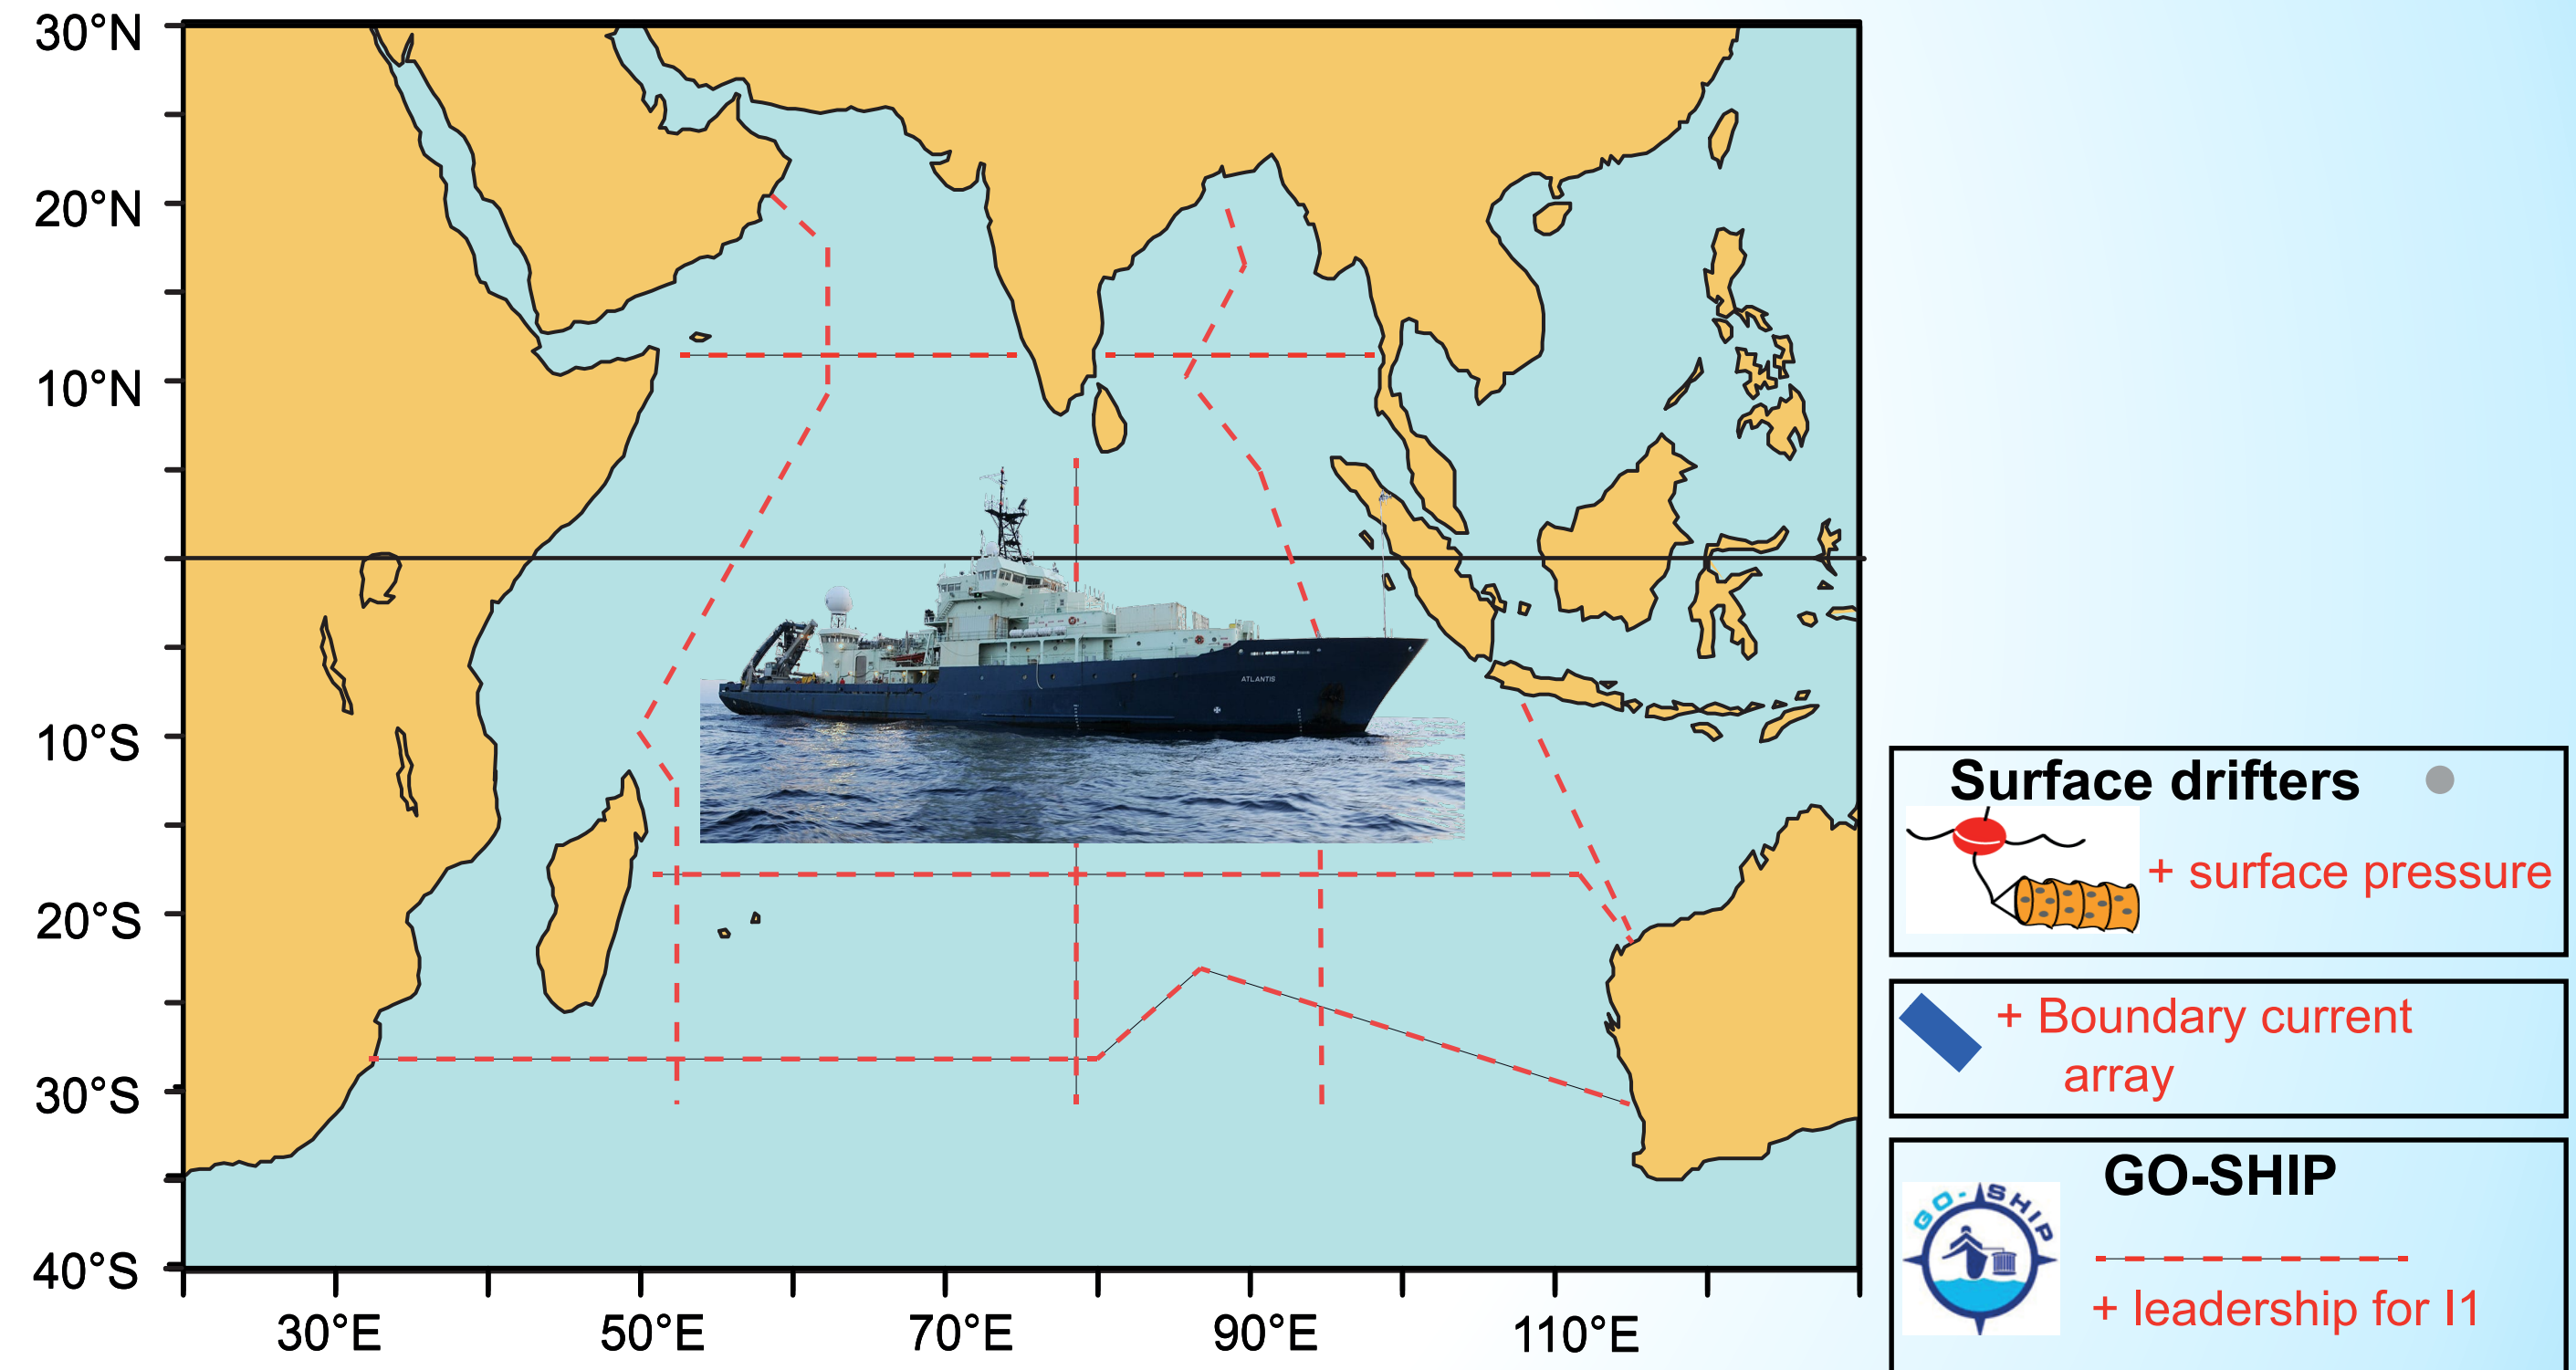 30°N
20°N
10°N
10°S
20°S
30°S
40°S
30°E
50°E
70°E
90°E
110°E
ATLANTIS
Surface drifters
+ surface pressure
+ Boundary current
array
GO-SHIP
GO-SHIP
+ leadership for I1